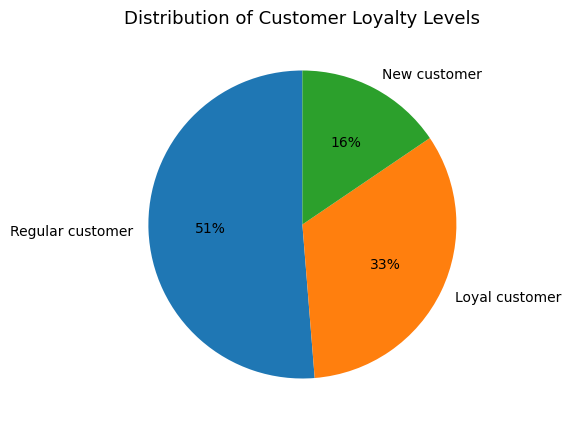 Distribution of Customer Loyalty Levels
New customer
16%
Regular customer
51%
33%
Loyal customer